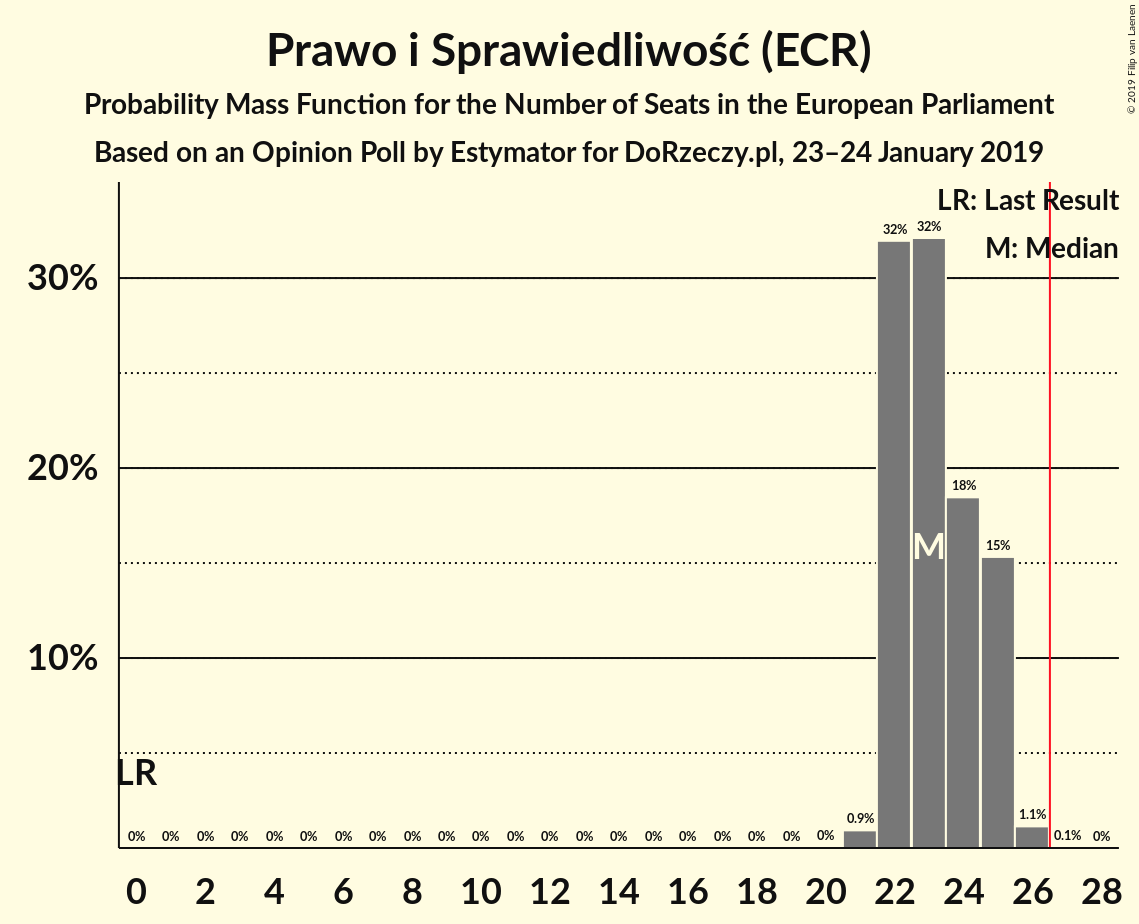 Prawo i Sprawiedliwość (ECR)
Probability Mass Function for the Number of Seats in the European Parliament
Based on an Opinion Poll by Estymator for DoRzeczy.pl, 23–24 January 2019
© 2019 Filip van Laenen
LR: Last Result
M: Median
30%
20%
10%
32% 32%
18%
M
15%
LR
0% 0% 0% 0% 0% 0% 0% 0% 0% 0% 0% 0% 0% 0% 0% 0% 0% 0% 0% 0% 0% 0.9% 1.1% 0.1% 0%
0 2 4 6 8 10 12 14 16 18 20 22 24 26 28